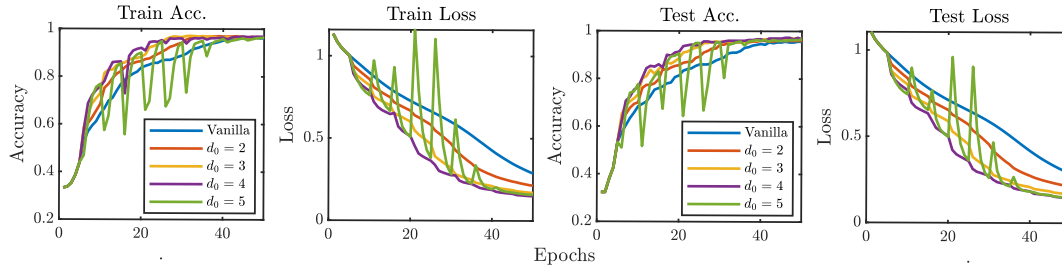 Train Acc.
Accuracy
1
0.8
0.6
0.4
0.2
0
20
40
Vanilla
d₀ = 2
d₀ = 3
d₀ = 4
d₀ = 5
Train Loss
Loss
1
0.5
0
0
20
40
Test Acc.
Accuracy
1
0.8
0.6
0.4
0.2
0
20
40
Vanilla
d₀ = 2
d₀ = 3
d₀ = 4
d₀ = 5
Test Loss
Loss
1
0.5
0
0
20
40
Epochs